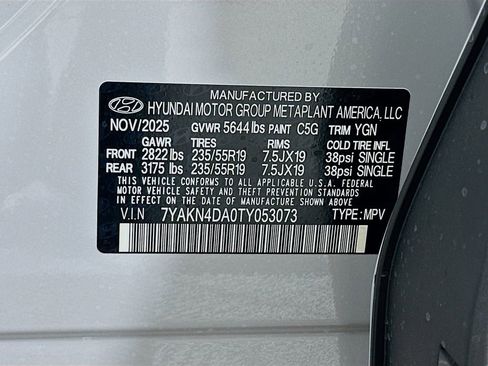 MANUFACTURED BY
HYUNDAI MOTOR GROUP METAPLANT AMERICA, LLC
NOV/2025 GVWR 5644 lbs PAINT C5G TRIM YGN
GAWR TIRES RIMS COLD TIRE INFL.
FRONT 2822 lbs 235/55R19 7.5JX19 38psi SINGLE
REAR 3175 lbs 235/55R19 7.5JX19 38psi SINGLE
THIS VEHICLE CONFORMS TO ALL APPLICABLE U.S. FEDERAL
MOTOR VEHICLE SAFETY, BUMPER, AND THEFT PREVENTION
STANDARDS IN EFFECT ON THE DATE OF MANUFACTURE SHOWN ABOVE.
V.I.N 7YAKN4DA0TY053073 TYPE: MPV